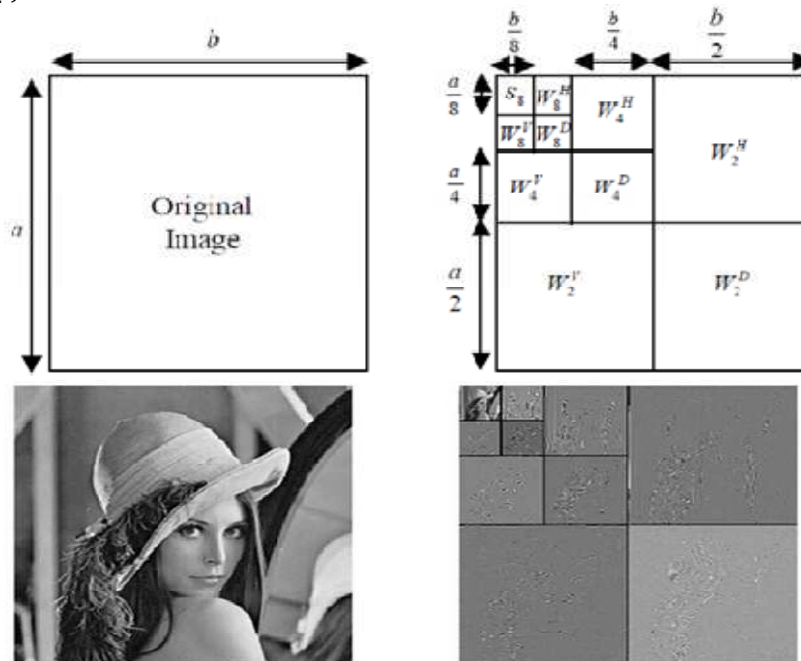 b
a
Original
Image
b/8
b/4
b/2
a/8
a/4
a/2
S₈ W₈ᴴ W₄ᴴ
W₈ⱽ W₈ᴰ
W₂ᴴ
W₄ⱽ W₄ᴰ
W₂ⱽ W₂ᴰ